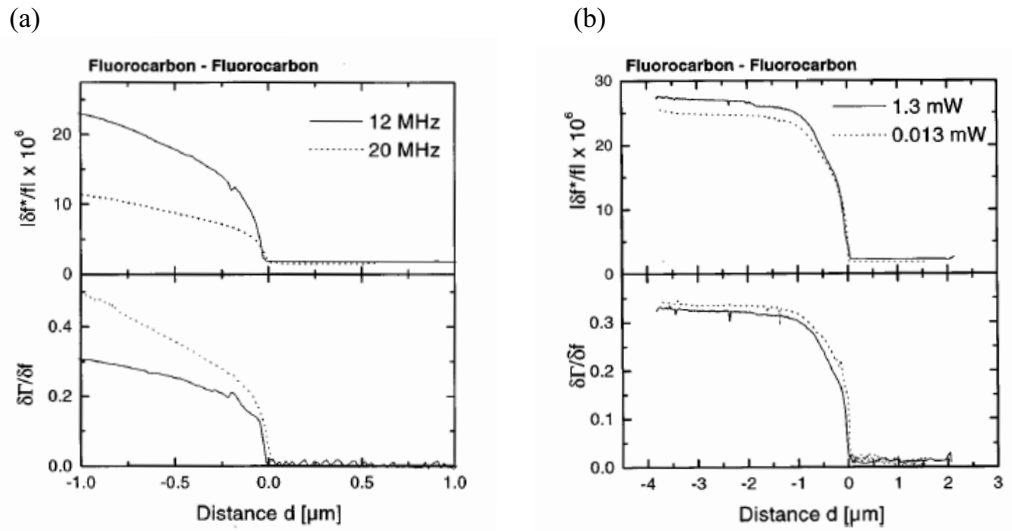 (a)
Fluorocarbon - Fluorocarbon
12 MHz
20 MHz
|δf*/f| x 10⁶
20
10
0
δΓ/δf
0.4
0.2
0.0
-1.0 -0.5 0.0 0.5 1.0
Distance d [μm]
(b)
Fluorocarbon - Fluorocarbon
1.3 mW
0.013 mW
|δf*/f| x 10⁶
30
20
10
0
δΓ/δf
0.3
0.2
0.1
0.0
-4 -3 -2 -1 0 1 2 3
Distance d [μm]